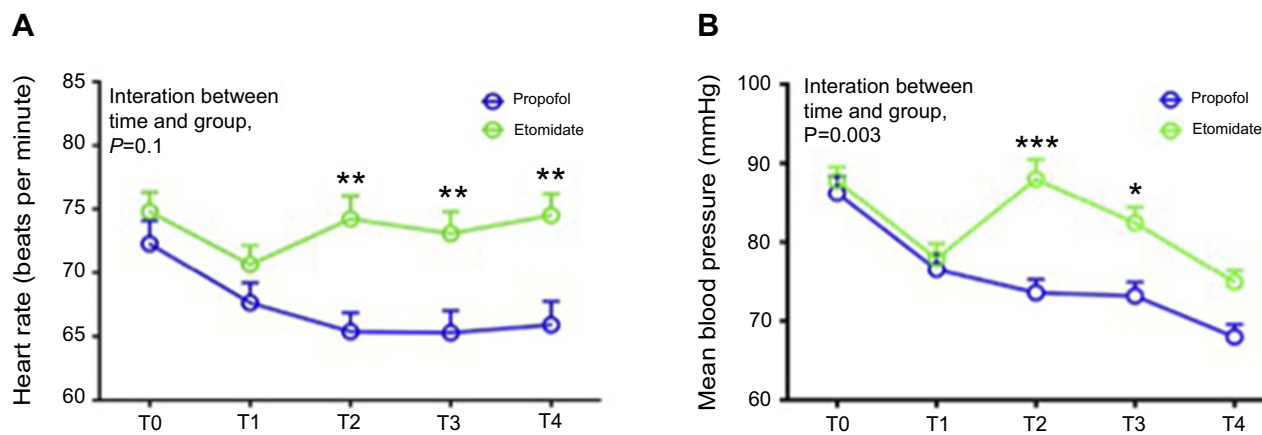 A
Heart rate (beats per minute)
85
80
75
70
65
60
Interation between
time and group,
P=0.1
Propofol
Etomidate
**
**
**
T0
T1
T2
T3
T4
B
Mean blood pressure (mmHg)
100
90
80
70
60
Interation between
time and group,
P=0.003
Propofol
Etomidate
***
*
T0
T1
T2
T3
T4